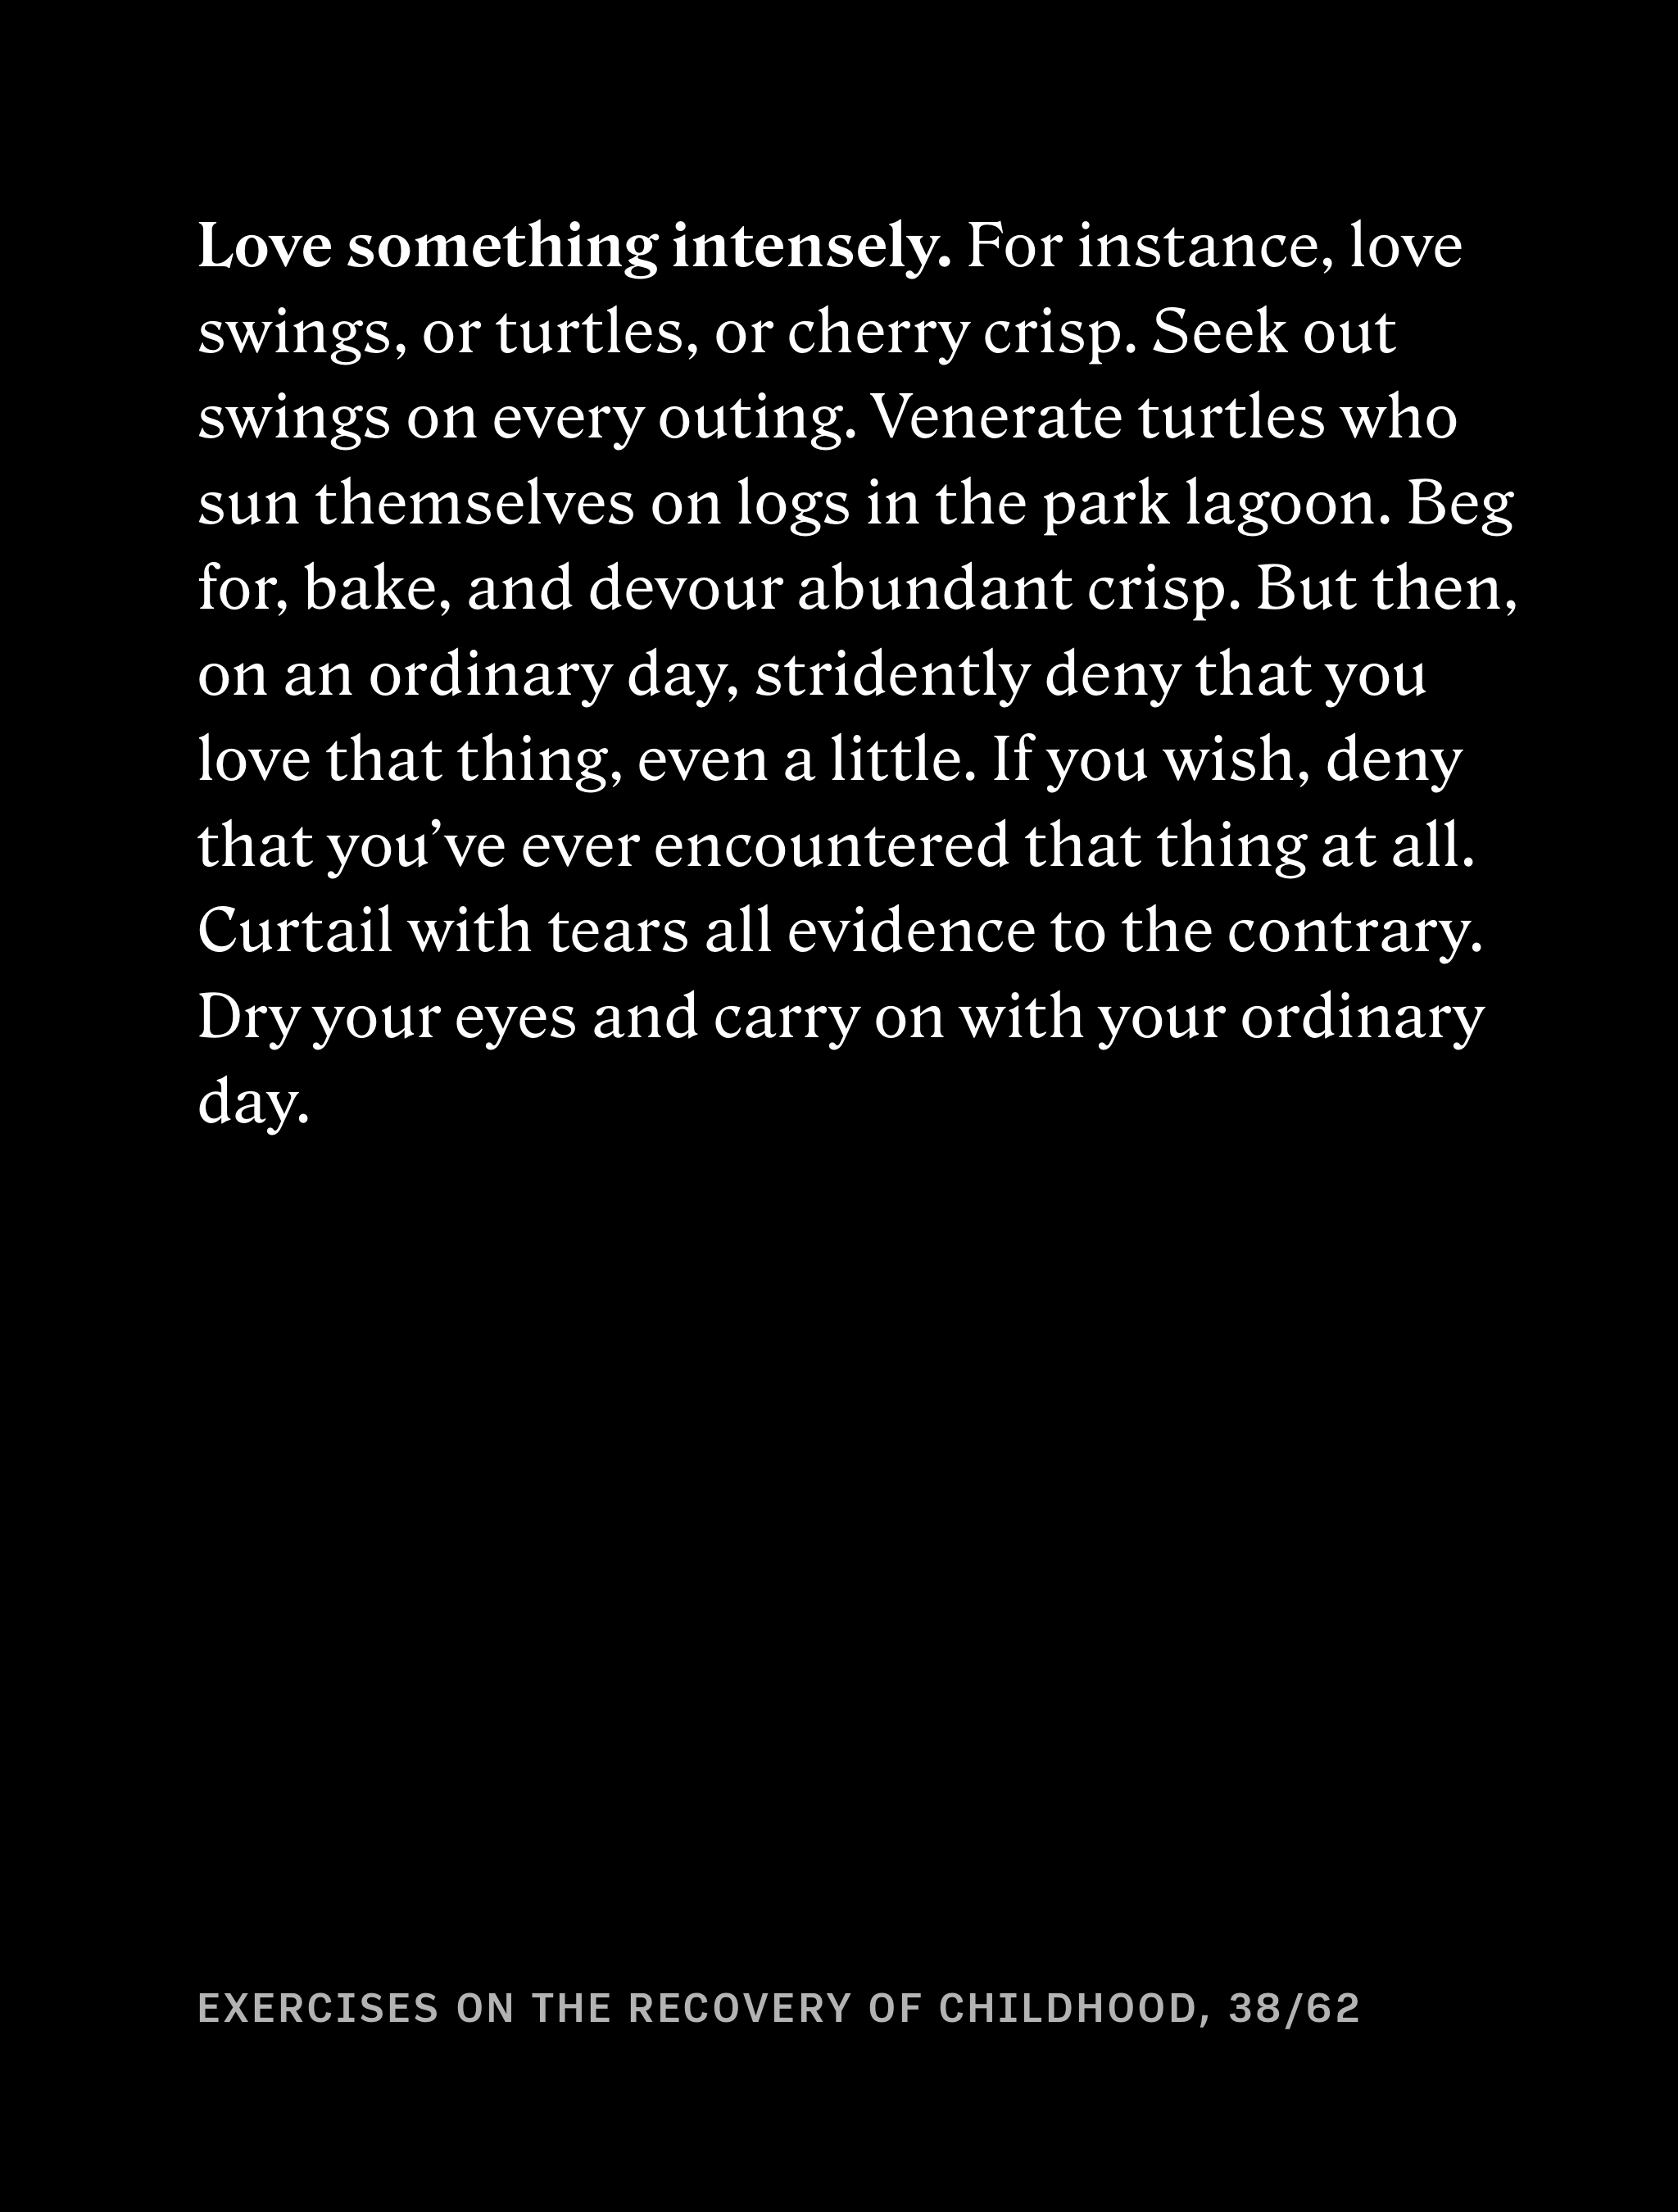 Love something intensely. For instance, love
swings, or turtles, or cherry crisp. Seek out
swings on every outing. Venerate turtles who
sun themselves on logs in the park lagoon. Beg
for, bake, and devour abundant crisp. But then,
on an ordinary day, stridently deny that you
love that thing, even a little. If you wish, deny
that you’ve ever encountered that thing at all.
Curtail with tears all evidence to the contrary.
Dry your eyes and carry on with your ordinary
day.
EXERCISES ON THE RECOVERY OF CHILDHOOD, 38/62